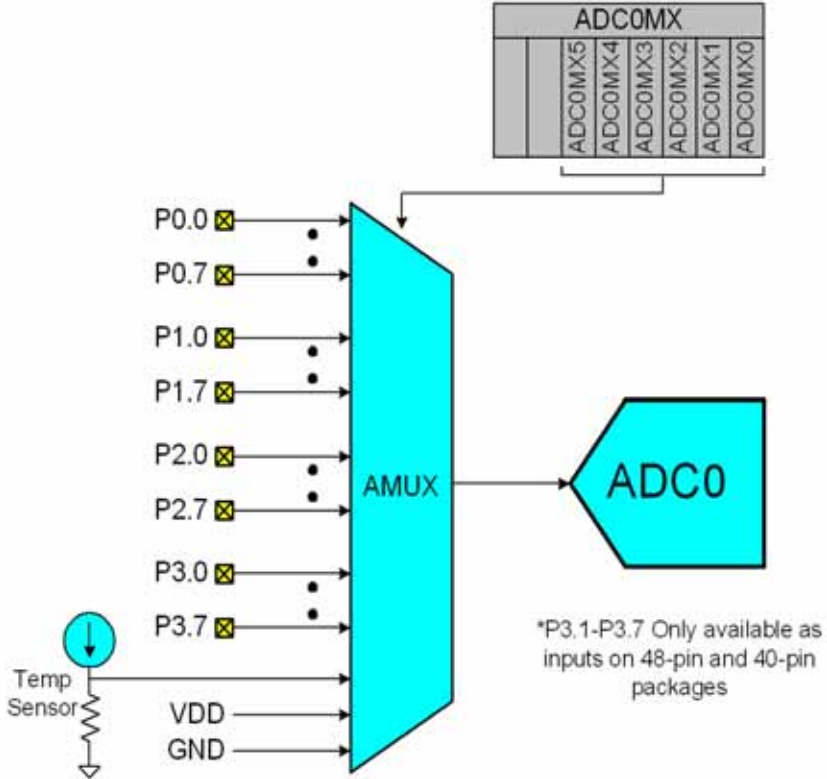 ADC0MX
ADC0MX5
ADC0MX4
ADC0MX3
ADC0MX2
ADC0MX1
ADC0MX0
P0.0
P0.7
P1.0
P1.7
P2.0
P2.7
P3.0
P3.7
Temp
Sensor
VDD
GND
AMUX
ADC0
*P3.1-P3.7 Only available as
inputs on 48-pin and 40-pin
packages